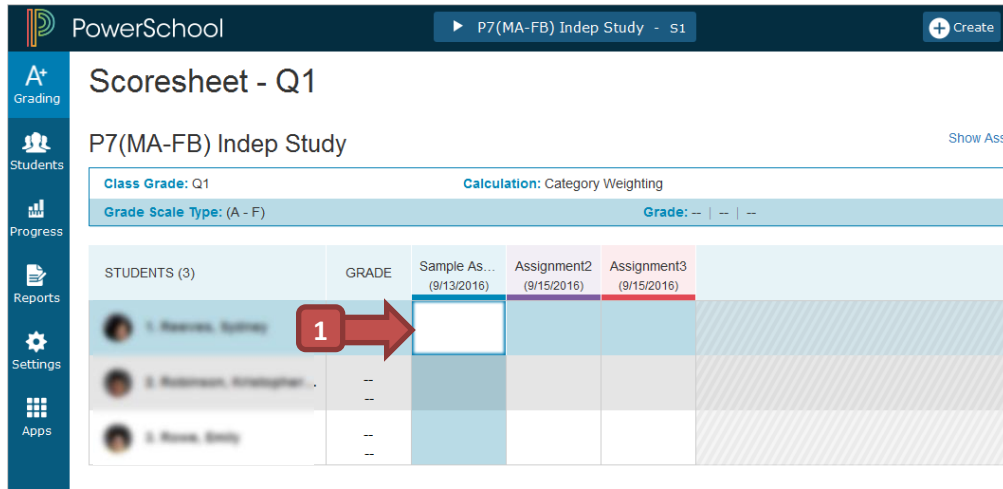 PowerSchool
P7(MA-FB) Indep Study - S1
Create
A+
Grading
Students
Progress
Reports
Settings
Apps
Scoresheet - Q1
P7(MA-FB) Indep Study
Show Ass
Class Grade: Q1
Calculation: Category Weighting
Grade Scale Type: (A - F)
Grade: -- | -- | --
STUDENTS (3)
GRADE
Sample As...
(9/13/2016)
Assignment2
(9/15/2016)
Assignment3
(9/15/2016)
1
--
--
--
--